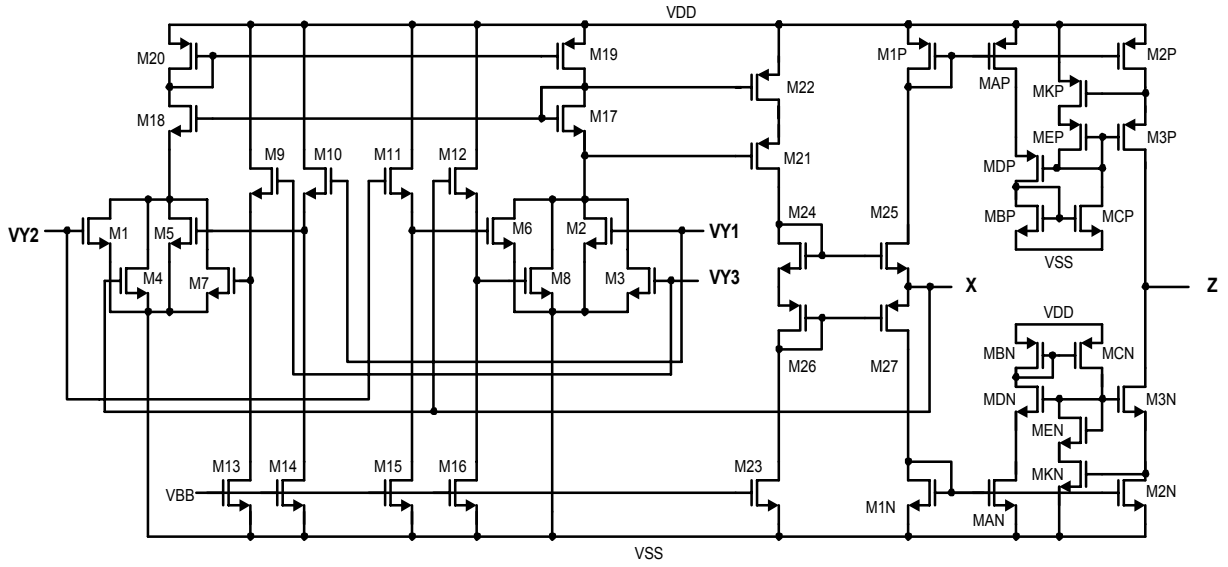 VDD
M20
M19
M1P
M2P
MAP
M22
MKP
M18
M17
MEP
M3P
M9
M10
M11
M12
M21
MDP
VY2
M1
M5
M6
M2
VY1
M24
M25
MBP
MCP
M4
M7
M8
M3
VY3
VSS
X
Z
VDD
MBN
MCN
M26
M27
MDN
M3N
MEN
M13
M14
M15
M16
M23
MKN
VBB
M1N
M2N
MAN
VSS